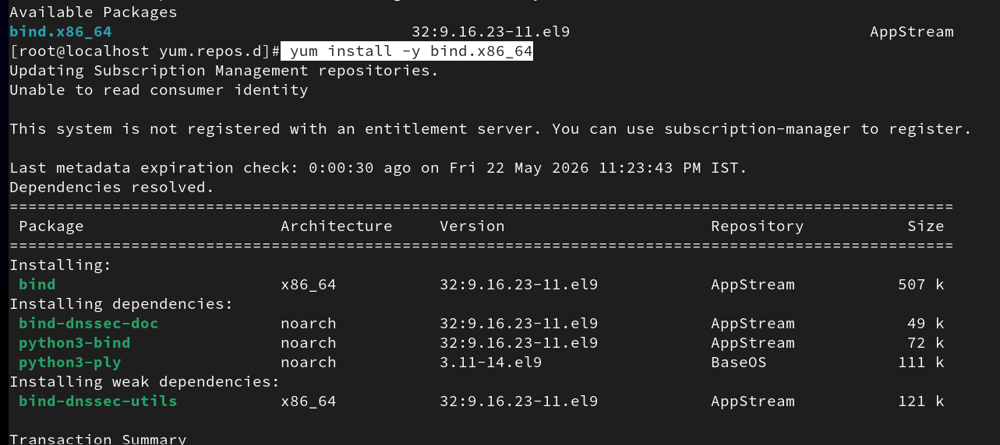 Available Packages
bind.x86_64 32:9.16.23-11.el9 AppStream
[root@localhost yum.repos.d]# yum install -y bind.x86_64
Updating Subscription Management repositories.
Unable to read consumer identity
This system is not registered with an entitlement server. You can use subscription-manager to register.
Last metadata expiration check: 0:00:30 ago on Fri 22 May 2026 11:23:43 PM IST.
Dependencies resolved.
=====================================================================================================
Package Architecture Version Repository Size
=====================================================================================================
Installing:
bind x86_64 32:9.16.23-11.el9 AppStream 507 k
Installing dependencies:
bind-dnssec-doc noarch 32:9.16.23-11.el9 AppStream 49 k
python3-bind noarch 32:9.16.23-11.el9 AppStream 72 k
python3-ply noarch 3.11-14.el9 BaseOS 111 k
Installing weak dependencies:
bind-dnssec-utils x86_64 32:9.16.23-11.el9 AppStream 121 k
Transaction Summary